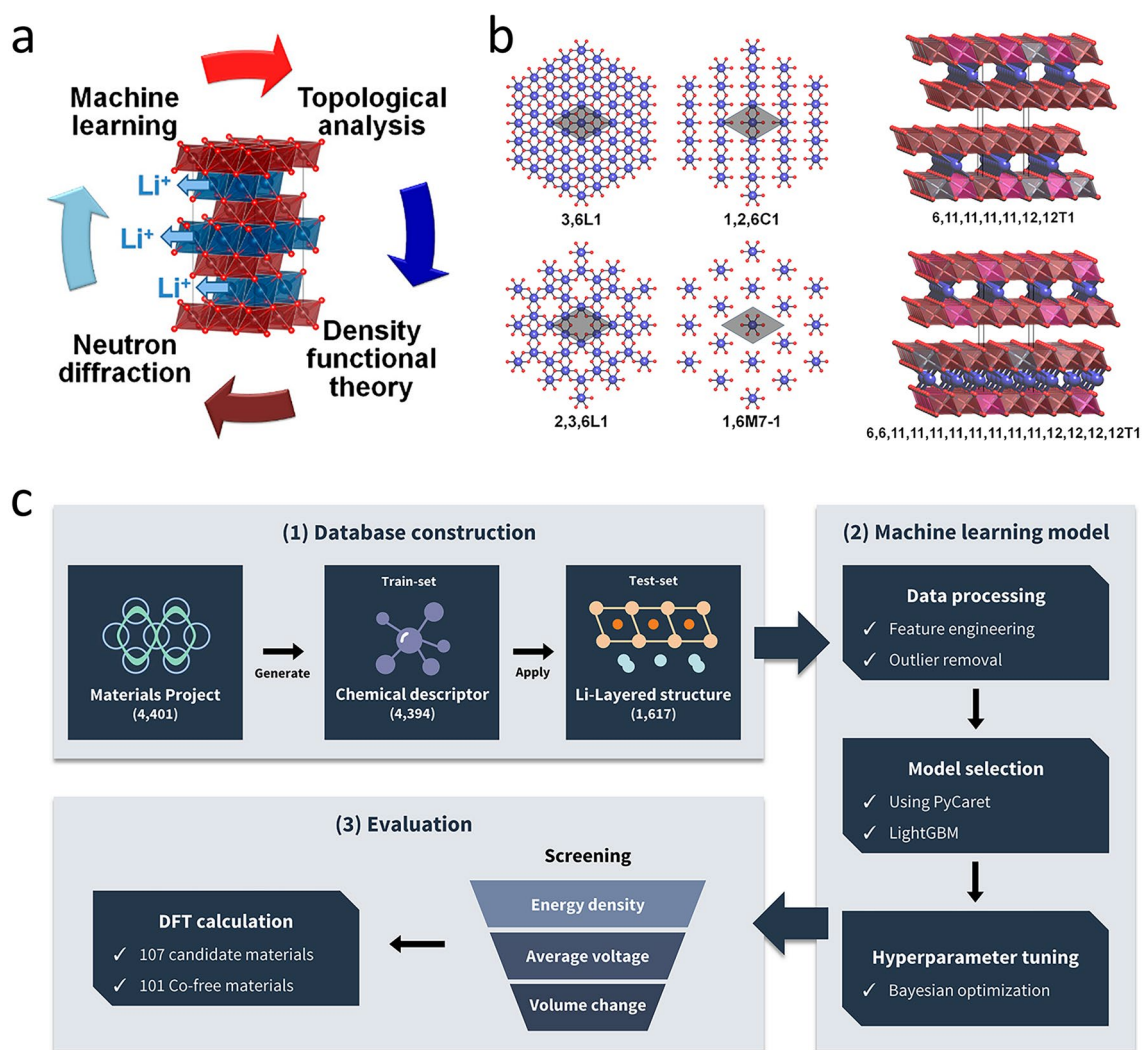 a
Machine
learning
Topological
analysis
Li+
Li+
Li+
Neutron
diffraction
Density
functional
theory
b
3,6L1
1,2,6C1
2,3,6L1
1,6M7-1
6,11,11,11,11,12,12T1
6,6,11,11,11,11,11,11,11,11,12,12,12,12T1
c
(1) Database construction
Materials Project
(4,401)
Generate
Train-set
Chemical descriptor
(4,394)
Apply
Test-set
Li-Layered structure
(1,617)
(2) Machine learning model
Data processing
✓ Feature engineering
✓ Outlier removal
Model selection
✓ Using PyCaret
✓ LightGBM
Hyperparameter tuning
✓ Bayesian optimization
(3) Evaluation
Screening
Energy density
Average voltage
Volume change
DFT calculation
✓ 107 candidate materials
✓ 101 Co-free materials